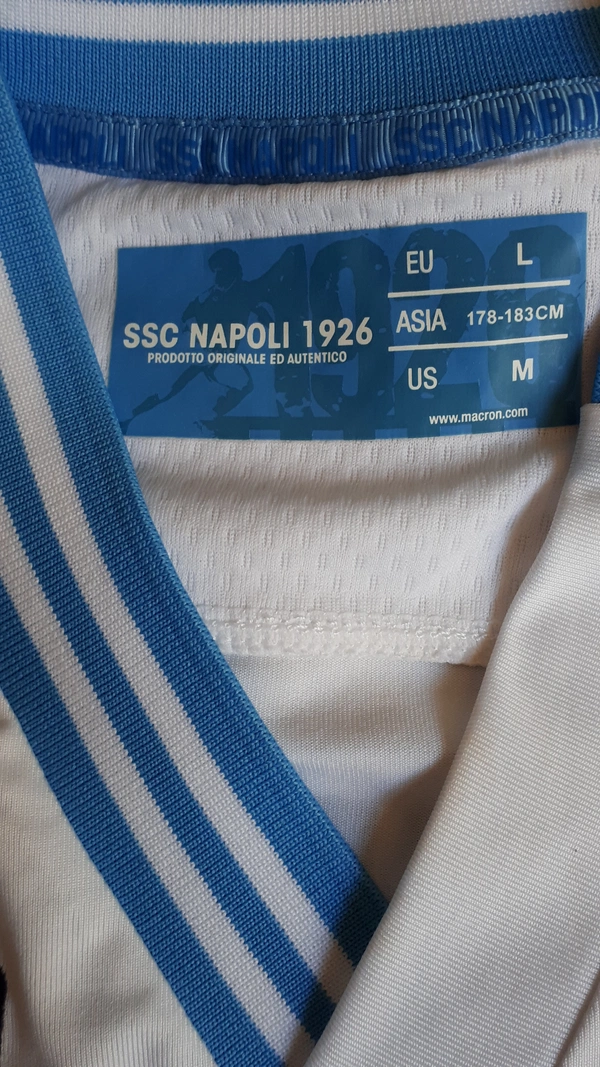 NAPOLI SSC NAPOLI SSC NAPO
SSC NAPOLI 1926
PRODOTTO ORIGINALE ED AUTENTICO
1926
EU L
ASIA 178-183CM
US M
www.macron.com